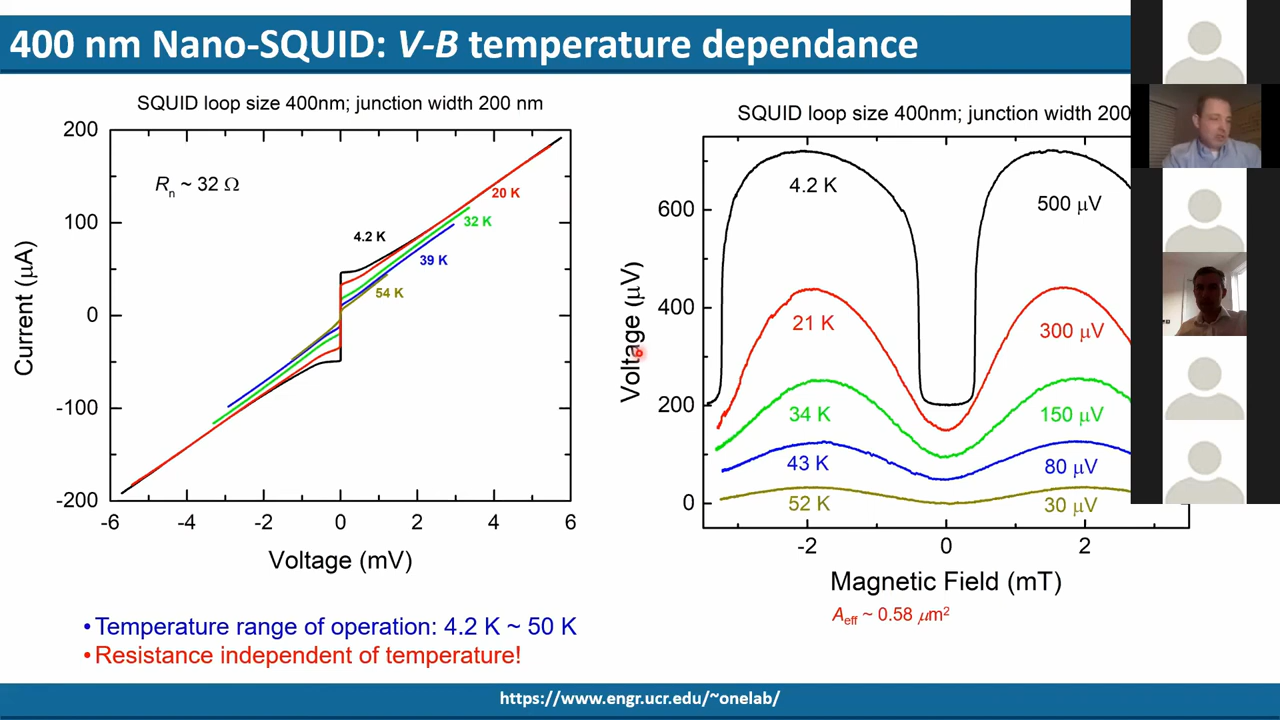 400 nm Nano-SQUID: V-B temperature dependance
SQUID loop size 400nm; junction width 200 nm
200
100
0
-100
-200
Current (µA)
Rn ~ 32 Ω
20 K
32 K
4.2 K
39 K
54 K
-6
-4
-2
0
2
4
6
Voltage (mV)
SQUID loop size 400nm; junction width 200
600
400
200
0
Voltage (µV)
4.2 K
500 µV
21 K
300 µV
34 K
150 µV
43 K
80 µV
52 K
30 µV
-2
0
2
Magnetic Field (mT)
Aeff ~ 0.58 µm²
• Temperature range of operation: 4.2 K ~ 50 K
• Resistance independent of temperature!
https://www.engr.ucr.edu/~onelab/